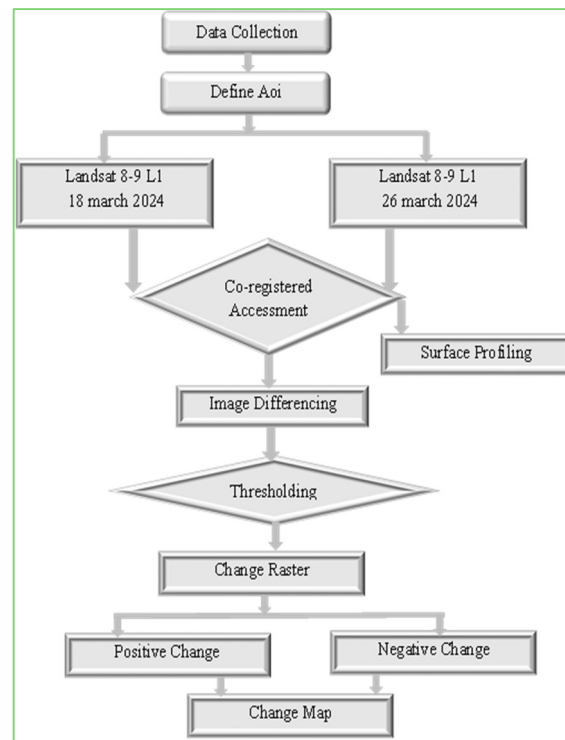 Data Collection
Define Aoi
Landsat 8-9 L1
18 march 2024
Landsat 8-9 L1
26 march 2024
Co-registered
Accessment
Surface Profiling
Image Differencing
Thresholding
Change Raster
Positive Change
Negative Change
Change Map